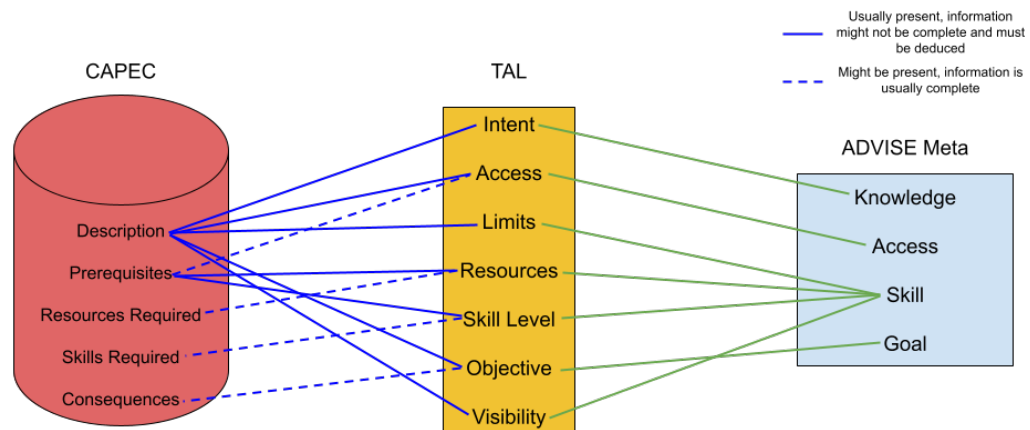 Usually present, information
might not be complete and must
be deduced
Might be present, information is
usually complete
CAPEC
Description
Prerequisites
Resources Required
Skills Required
Consequences
TAL
Intent
Access
Limits
Resources
Skill Level
Objective
Visibility
ADVISE Meta
Knowledge
Access
Skill
Goal